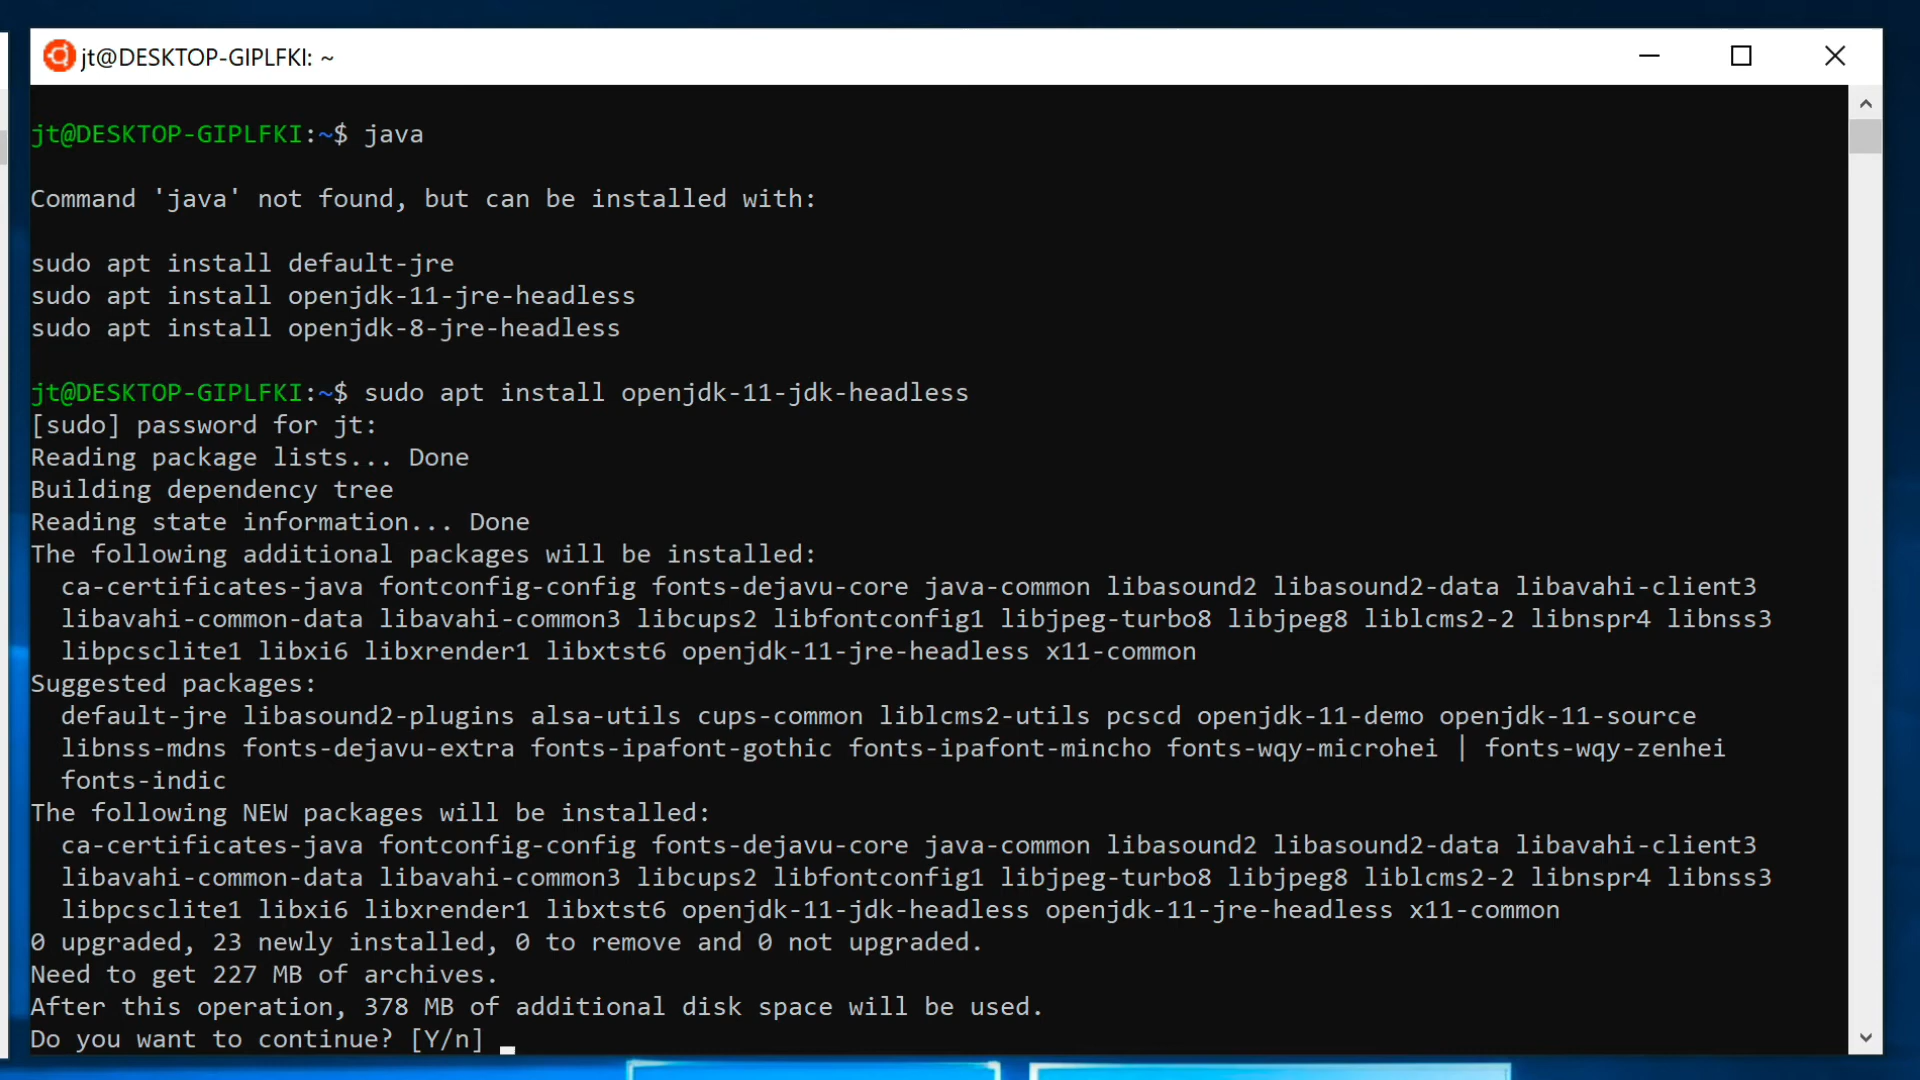 jt@DESKTOP-GIPLFKI: ~
jt@DESKTOP-GIPLFKI:~$ java
Command 'java' not found, but can be installed with:
sudo apt install default-jre
sudo apt install openjdk-11-jre-headless
sudo apt install openjdk-8-jre-headless
jt@DESKTOP-GIPLFKI:~$ sudo apt install openjdk-11-jdk-headless
[sudo] password for jt:
Reading package lists... Done
Building dependency tree
Reading state information... Done
The following additional packages will be installed:
  ca-certificates-java fontconfig-config fonts-dejavu-core java-common libasound2 libasound2-data libavahi-client3
  libavahi-common-data libavahi-common3 libcups2 libfontconfig1 libjpeg-turbo8 libjpeg8 liblcms2-2 libnspr4 libnss3
  libpcsclite1 libxi6 libxrender1 libxtst6 openjdk-11-jre-headless x11-common
Suggested packages:
  default-jre libasound2-plugins alsa-utils cups-common liblcms2-utils pcscd openjdk-11-demo openjdk-11-source
  libnss-mdns fonts-dejavu-extra fonts-ipafont-gothic fonts-ipafont-mincho fonts-wqy-microhei | fonts-wqy-zenhei
  fonts-indic
The following NEW packages will be installed:
  ca-certificates-java fontconfig-config fonts-dejavu-core java-common libasound2 libasound2-data libavahi-client3
  libavahi-common-data libavahi-common3 libcups2 libfontconfig1 libjpeg-turbo8 libjpeg8 liblcms2-2 libnspr4 libnss3
  libpcsclite1 libxi6 libxrender1 libxtst6 openjdk-11-jdk-headless openjdk-11-jre-headless x11-common
0 upgraded, 23 newly installed, 0 to remove and 0 not upgraded.
Need to get 227 MB of archives.
After this operation, 378 MB of additional disk space will be used.
Do you want to continue? [Y/n]